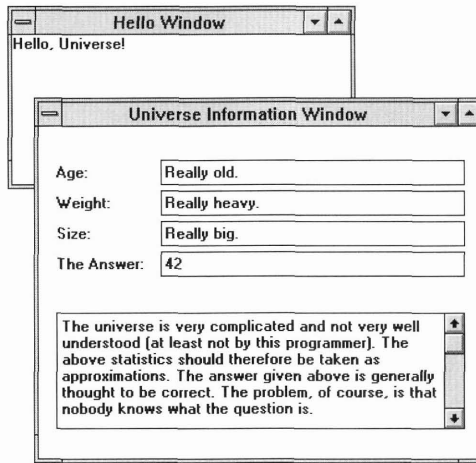 Hello Window
Hello, Universe!
Universe Information Window
Age: Really old.
Weight: Really heavy.
Size: Really big.
The Answer: 42
The universe is very complicated and not very well
understood (at least not by this programmer). The
above statistics should therefore be taken as
approximations. The answer given above is generally
thought to be correct. The problem, of course, is that
nobody knows what the question is.